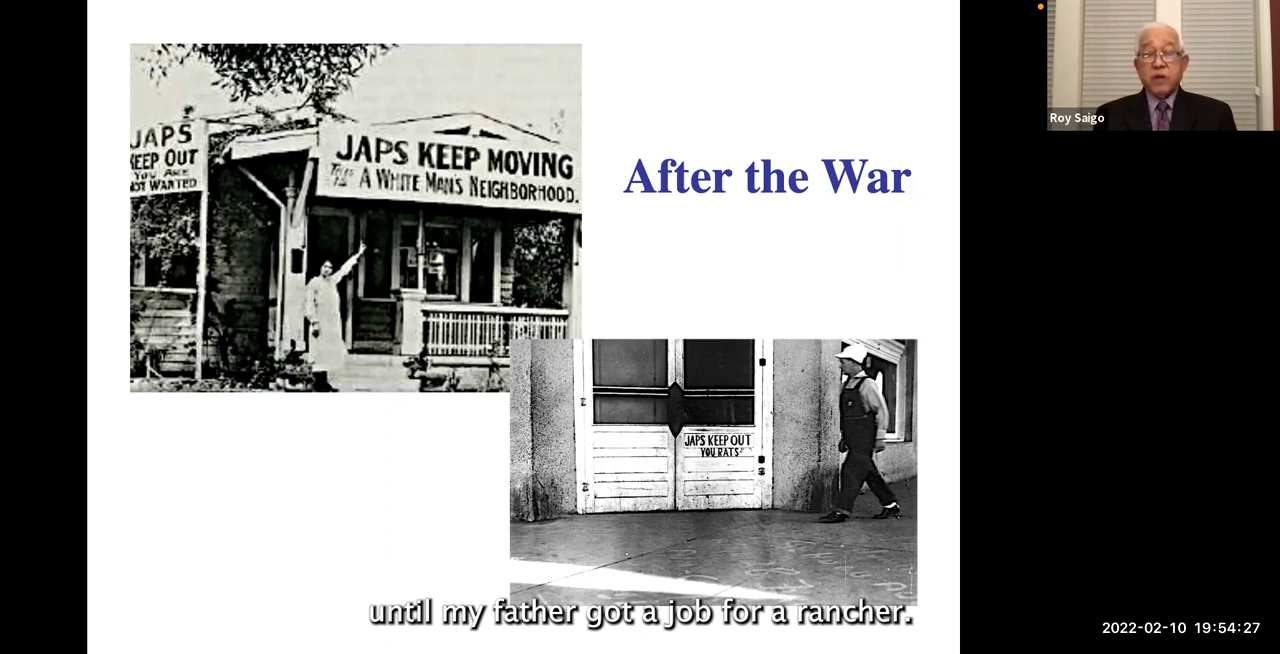 JAPS
KEEP OUT
YOU ARE
NOT WANTED
JAPS KEEP MOVING
THIS IS A WHITE MAN'S NEIGHBORHOOD.
After the War
JAPS KEEP OUT
YOU RATS
until my father got a job for a rancher.
Roy Saigo
2022-02-10 19:54:27